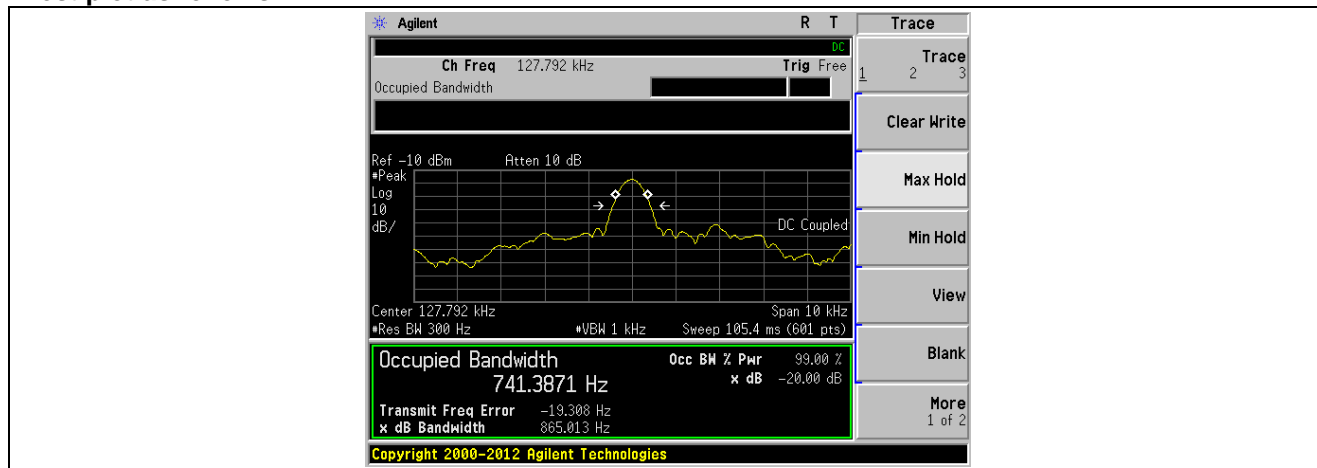 Agilent R T Trace
DC
Ch Freq 127.792 kHz Trig Free
Occupied Bandwidth
Trace
1 2 3
Clear Write
Max Hold
Min Hold
View
Blank
More
1 of 2
Ref -10 dBm Atten 10 dB
#Peak
Log
10
dB/
DC Coupled
Center 127.792 kHz Span 10 kHz
#Res BW 300 Hz #VBW 1 kHz Sweep 105.4 ms (601 pts)
Occupied Bandwidth Occ BW % Pwr 99.00 %
741.3871 Hz x dB -20.00 dB
Transmit Freq Error -19.308 Hz
x dB Bandwidth 865.013 Hz
Copyright 2000-2012 Agilent Technologies